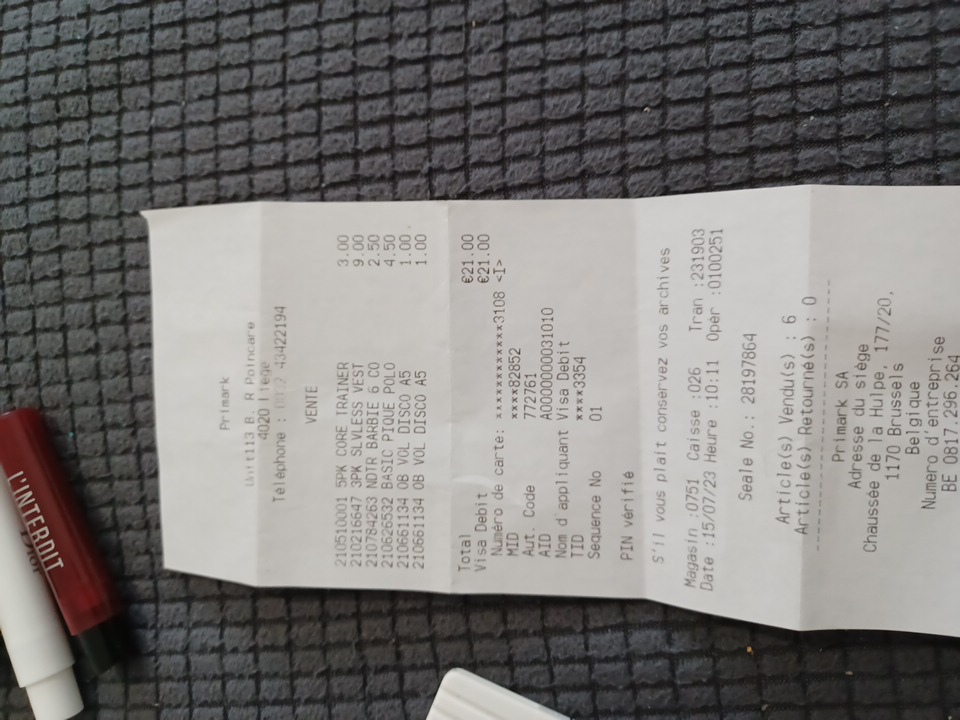 Primark
Unit113 B. R Poincare
4020 Liege
Téléphone : 0032 43422194
VENTE
210510001 5PK CORE TRAINER 3.00
210216647 3PK SLVLESS VEST 9.00
210784263 NDTR BARBIE 6 CO 2.50
210626532 BASIC PIQUE POLO 4.50
210661134 OB VOL DISCO A5 1.00
210661134 OB VOL DISCO A5 1.00
Total €21.00
Visa Debit €21.00
Numéro de carte: ************3108 <I>
MID ****82852
Aut. Code 772761
AID A0000000031010
Nom d'appliquant Visa Debit
TID ****3354
Sequence No 01
PIN vérifié
S'il vous plait conservez vos archives
Magasin :0751 Caisse :026 Tran :231903
Date :15/07/23 Heure :10:11 Opér :0100251
Seale No.: 28197864
Article(s) Vendu(s) : 6
Article(s) Retourné(s) : 0
Primark SA
Adresse du siège
Chaussée de la Hulpe, 177/20,
1170 Brussels
Belgique
Numéro d'entreprise
BE 0817.296.264
L'INTERDIT